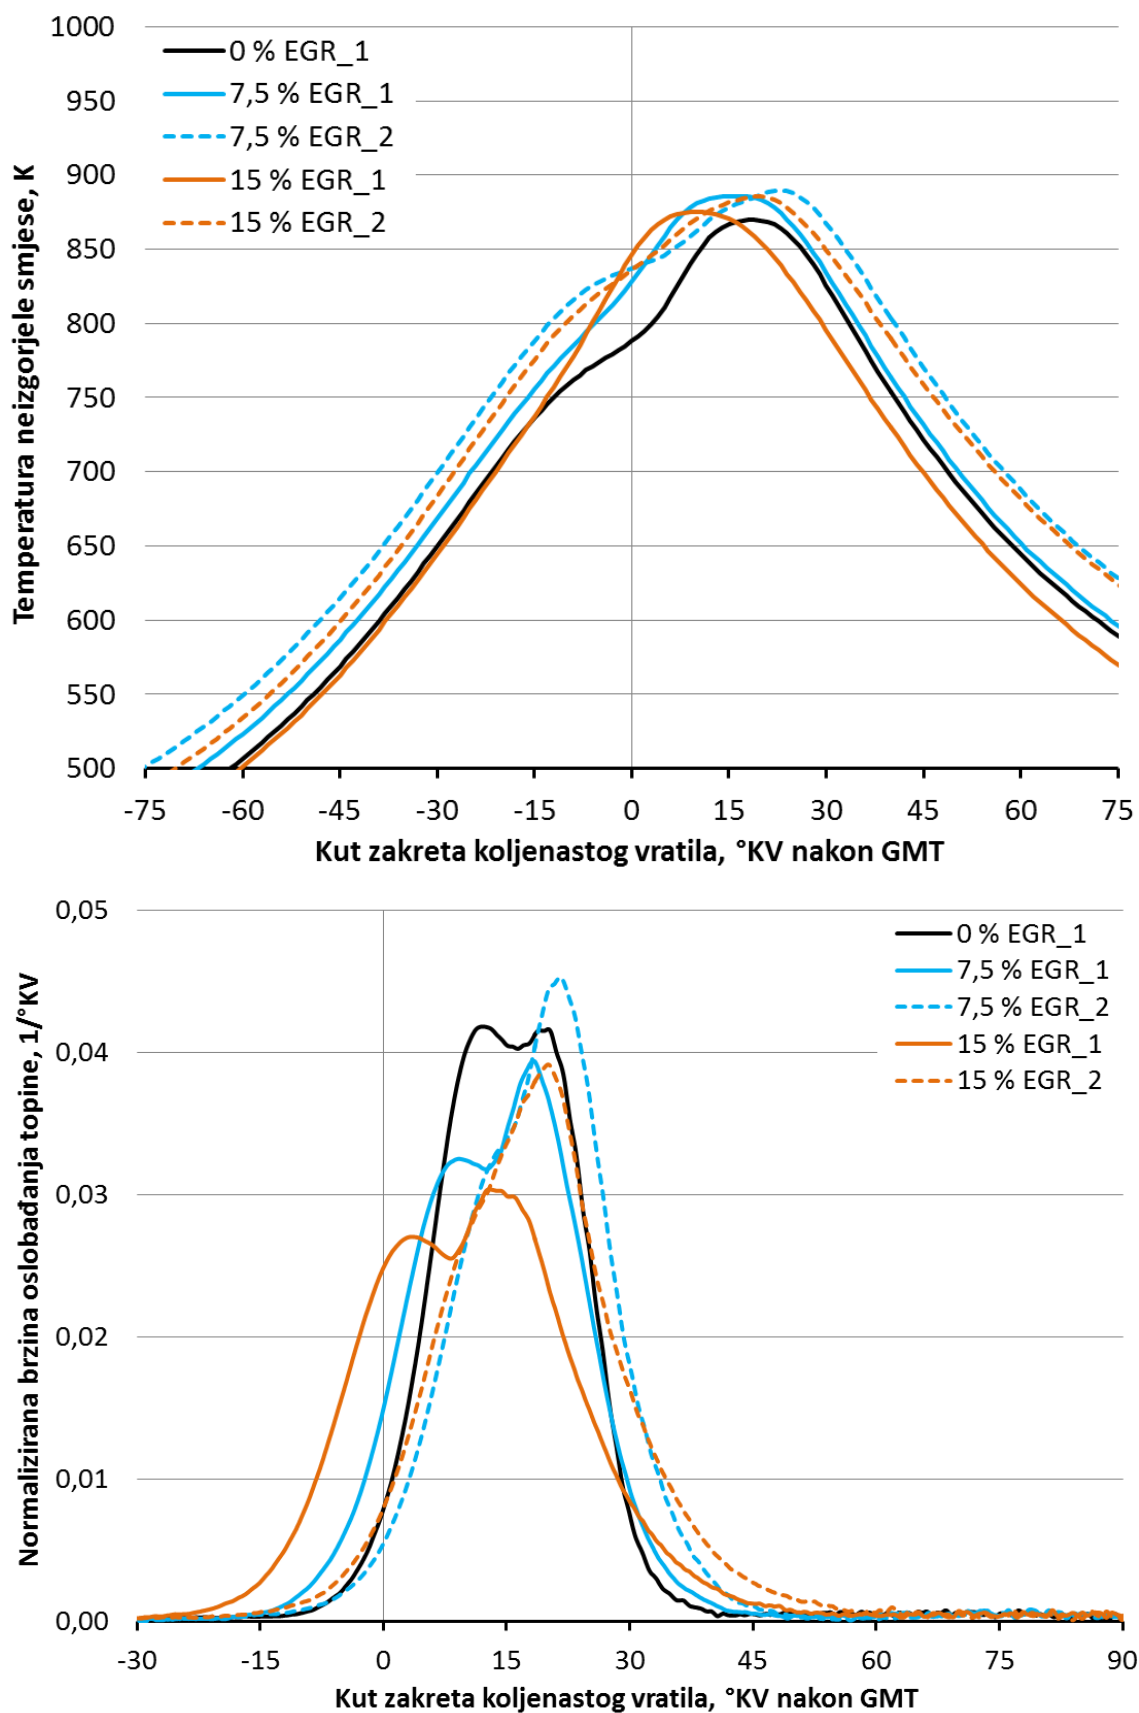 Temperatura neizgorjele smjese, K
1000
950
900
850
800
750
700
650
600
550
500
0 % EGR_1
7,5 % EGR_1
7,5 % EGR_2
15 % EGR_1
15 % EGR_2
-75 -60 -45 -30 -15 0 15 30 45 60 75
Kut zakreta koljenastog vratila, °KV nakon GMT
Normalizirana brzina oslobađanja topine, 1/°KV
0,05
0,04
0,03
0,02
0,01
0,00
0 % EGR_1
7,5 % EGR_1
7,5 % EGR_2
15 % EGR_1
15 % EGR_2
-30 -15 0 15 30 45 60 75 90
Kut zakreta koljenastog vratila, °KV nakon GMT